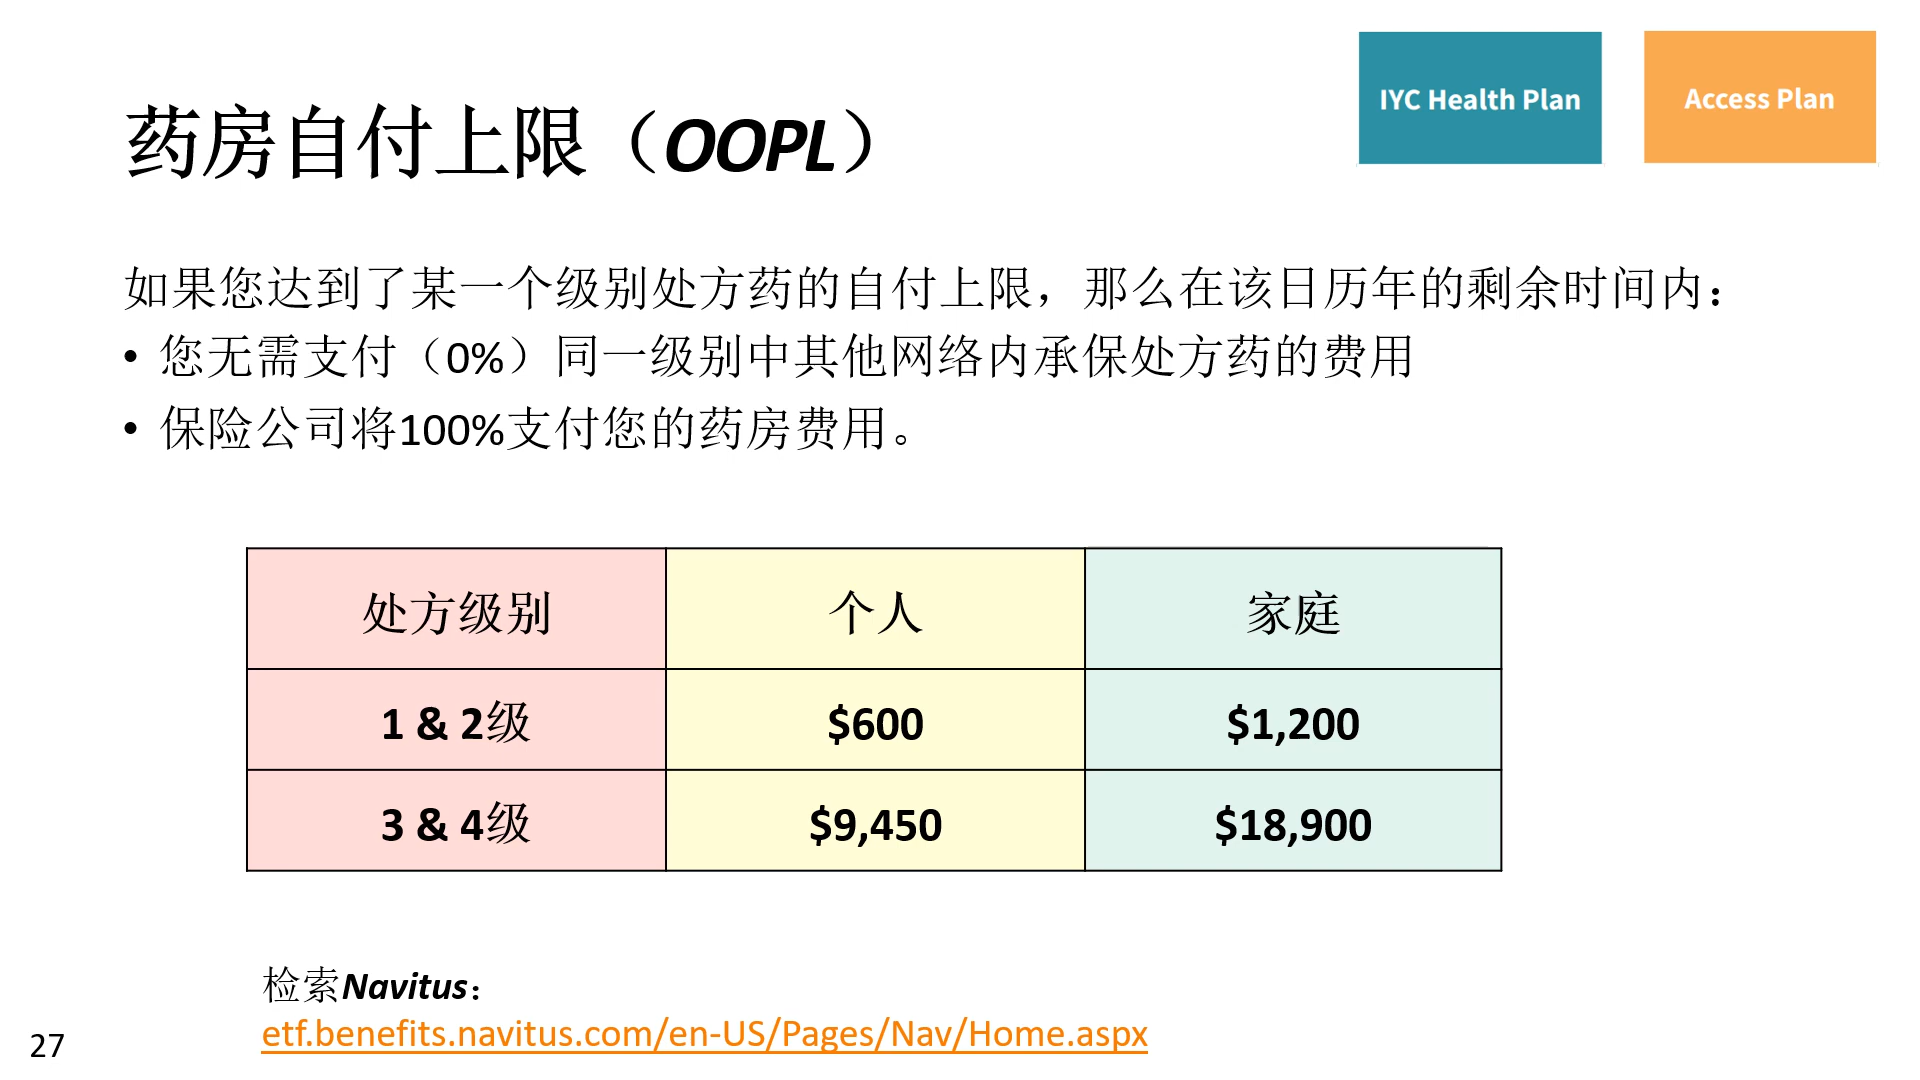 IYC Health Plan
Access Plan
药房自付上限（OOPL）
如果您达到了某一个级别处方药的自付上限，那么在该日历年的剩余时间内：
• 您无需支付（0%）同一级别中其他网络内承保处方药的费用
• 保险公司将100%支付您的药房费用。
处方级别 个人 家庭
1 & 2级 $600 $1,200
3 & 4级 $9,450 $18,900
检索Navitus：
etf.benefits.navitus.com/en-US/Pages/Nav/Home.aspx
27